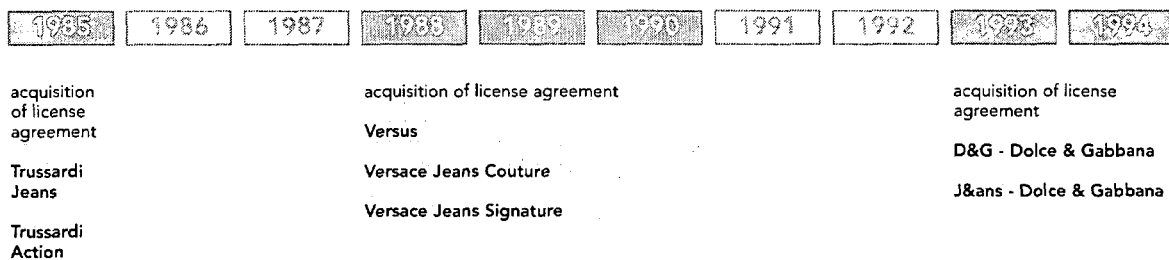 1985 1986 1987 1988 1989 1990 1991 1992 1993 1994
acquisition
of license
agreement
Trussardi
Jeans
Trussardi
Action
acquisition of license agreement
Versus
Versace Jeans Couture
Versace Jeans Signature
acquisition of license
agreement
D&G - Dolce & Gabbana
J&ans - Dolce & Gabbana